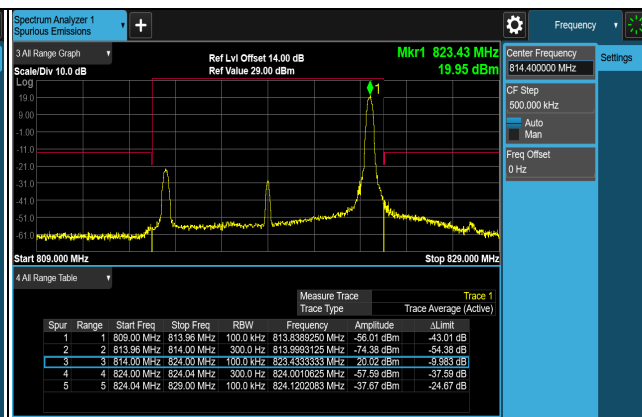 Spectrum Analyzer 1
Spurious Emissions
Frequency
3 All Range Graph
Ref Lvl Offset 14.00 dB
Ref Value 29.00 dBm
Mkr1 823.43 MHz
19.95 dBm
Scale/Div 10.0 dB
Log
1
19.0
9.00
-1.00
-11.0
-21.0
-31.0
-41.0
-51.0
-61.0
Start 809.000 MHz
Stop 829.000 MHz
Center Frequency
814.400000 MHz
Settings
CF Step
500.000 kHz
Auto
Man
Freq Offset
0 Hz
4 All Range Table
Measure Trace Trace 1
Trace Type Trace Average (Active)
Spur Range Start Freq Stop Freq RBW Frequency Amplitude ΔLimit
1 1 809.00 MHz 813.96 MHz 100.0 kHz 813.8389250 MHz -56.01 dBm -43.01 dB
2 2 813.96 MHz 814.00 MHz 300.0 Hz 813.9993125 MHz -74.38 dBm -54.38 dB
3 3 814.00 MHz 824.00 MHz 100.0 kHz 823.4333333 MHz 20.02 dBm -9.983 dB
4 4 824.00 MHz 824.04 MHz 300.0 Hz 824.0010625 MHz -57.59 dBm -37.59 dB
5 5 824.04 MHz 829.00 MHz 100.0 kHz 824.1202083 MHz -37.67 dBm -24.67 dB